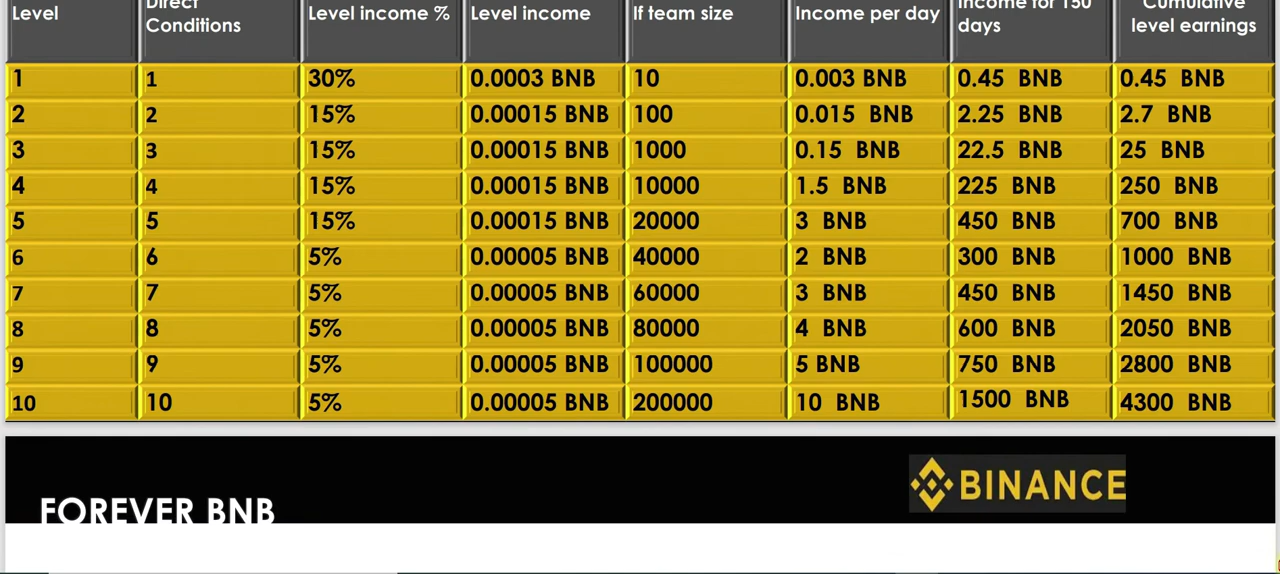 Level Direct Conditions Level income % Level income If team size Income per day Income for 150 days Cumulative level earnings
1 1 30% 0.0003 BNB 10 0.003 BNB 0.45 BNB 0.45 BNB
2 2 15% 0.00015 BNB 100 0.015 BNB 2.25 BNB 2.7 BNB
3 3 15% 0.00015 BNB 1000 0.15 BNB 22.5 BNB 25 BNB
4 4 15% 0.00015 BNB 10000 1.5 BNB 225 BNB 250 BNB
5 5 15% 0.00015 BNB 20000 3 BNB 450 BNB 700 BNB
6 6 5% 0.00005 BNB 40000 2 BNB 300 BNB 1000 BNB
7 7 5% 0.00005 BNB 60000 3 BNB 450 BNB 1450 BNB
8 8 5% 0.00005 BNB 80000 4 BNB 600 BNB 2050 BNB
9 9 5% 0.00005 BNB 100000 5 BNB 750 BNB 2800 BNB
10 10 5% 0.00005 BNB 200000 10 BNB 1500 BNB 4300 BNB
BINANCE
FOREVER BNB